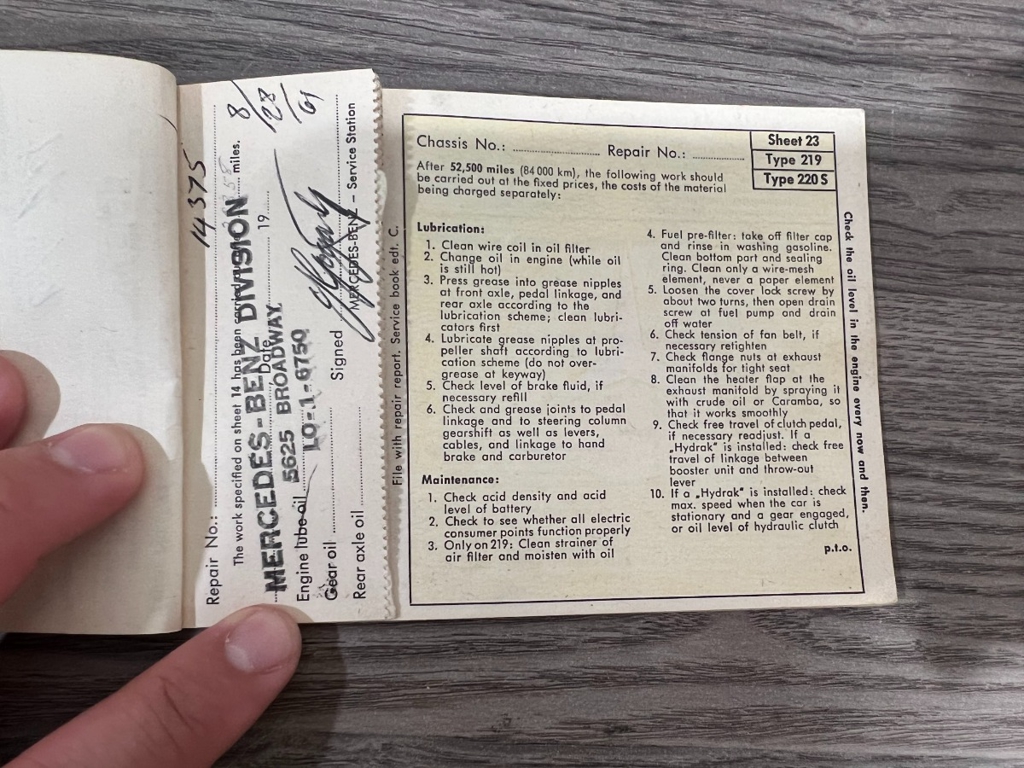 Repair No.: 14375
The work specified on sheet 14 has been carried miles.
8/28/61
MERCEDES-BENZ DIVISION
Date 19
5625 BROADWAY
Engine lube oil LO-1-6750
Gear oil
Signed
Rear axle oil
MERCEDES-BENZ – Service Station
File with repair report. Service book edt. C.
Chassis No.: Repair No.:
Sheet 23
Type 219
Type 220 S
After 52,500 miles (84 000 km), the following work should
be carried out at the fixed prices, the costs of the material
being charged separately:
Lubrication:
1. Clean wire coil in oil filter
2. Change oil in engine (while oil
is still hot)
3. Press grease into grease nipples
at front axle, pedal linkage, and
rear axle according to the
lubrication scheme; clean lubri-
cators first
4. Lubricate grease nipples at pro-
peller shaft according to lubri-
cation scheme (do not over-
grease at keyway)
5. Check level of brake fluid, if
necessary refill
6. Check and grease joints to pedal
linkage and to steering column
gearshift as well as levers,
cables, and linkage to hand
brake and carburetor
Maintenance:
1. Check acid density and acid
level of battery
2. Check to see whether all electric
consumer points function properly
3. Only on 219: Clean strainer of
air filter and moisten with oil
4. Fuel pre-filter: take off filter cap
and rinse in washing gasoline.
Clean bottom part and sealing
ring. Clean only a wire-mesh
element, never a paper element
5. Loosen the cover lock screw by
about two turns, then open drain
screw at fuel pump and drain
off water
6. Check tension of fan belt, if
necessary retighten
7. Check flange nuts at exhaust
manifolds for tight seat
8. Clean the heater flap at the
exhaust manifold by spraying it
with crude oil or Caramba, so
that it works smoothly
9. Check free travel of clutch pedal,
if necessary readjust. If a
„Hydrak“ is installed: check free
travel of linkage between
booster unit and throw-out
lever
10. If a „Hydrak“ is installed: check
max. speed when the car is
stationary and a gear engaged,
or oil level of hydraulic clutch
p.t.o.
Check the oil level in the engine every now and then.